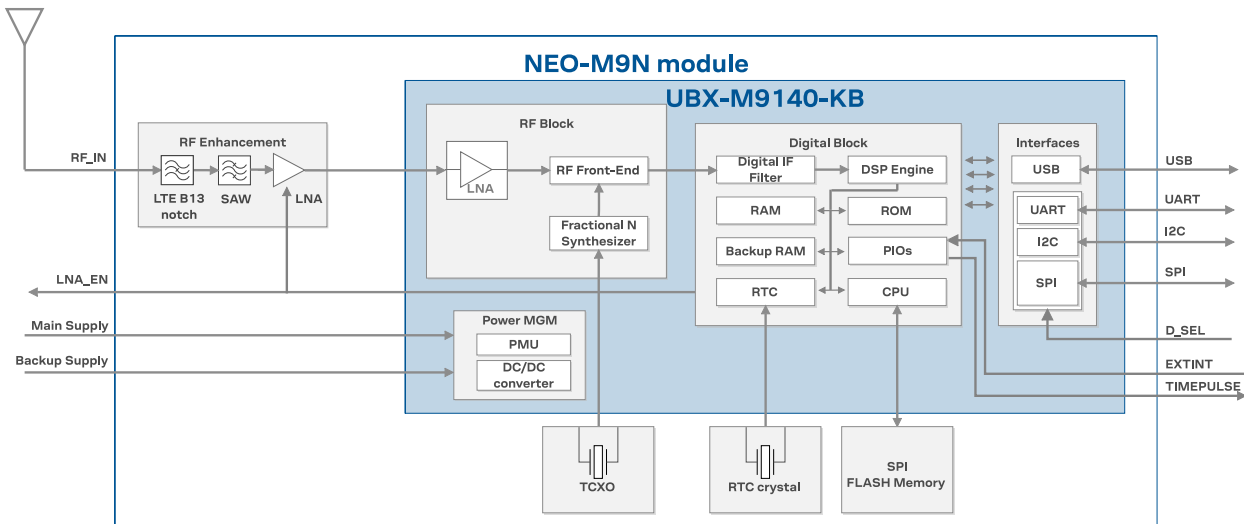 NEO-M9N module
UBX-M9140-KB
RF Enhancement
RF_IN
LTE B13
notch
SAW
LNA
RF Block
LNA
RF Front-End
Fractional N
Synthesizer
Digital Block
Digital IF
Filter
DSP Engine
RAM
ROM
Backup RAM
PIOs
RTC
CPU
Interfaces
USB
UART
I2C
SPI
USB
UART
I2C
SPI
D_SEL
EXTINT
TIMEPULSE
LNA_EN
Main Supply
Backup Supply
Power MGM
PMU
DC/DC
converter
TCXO
RTC crystal
SPI
FLASH Memory